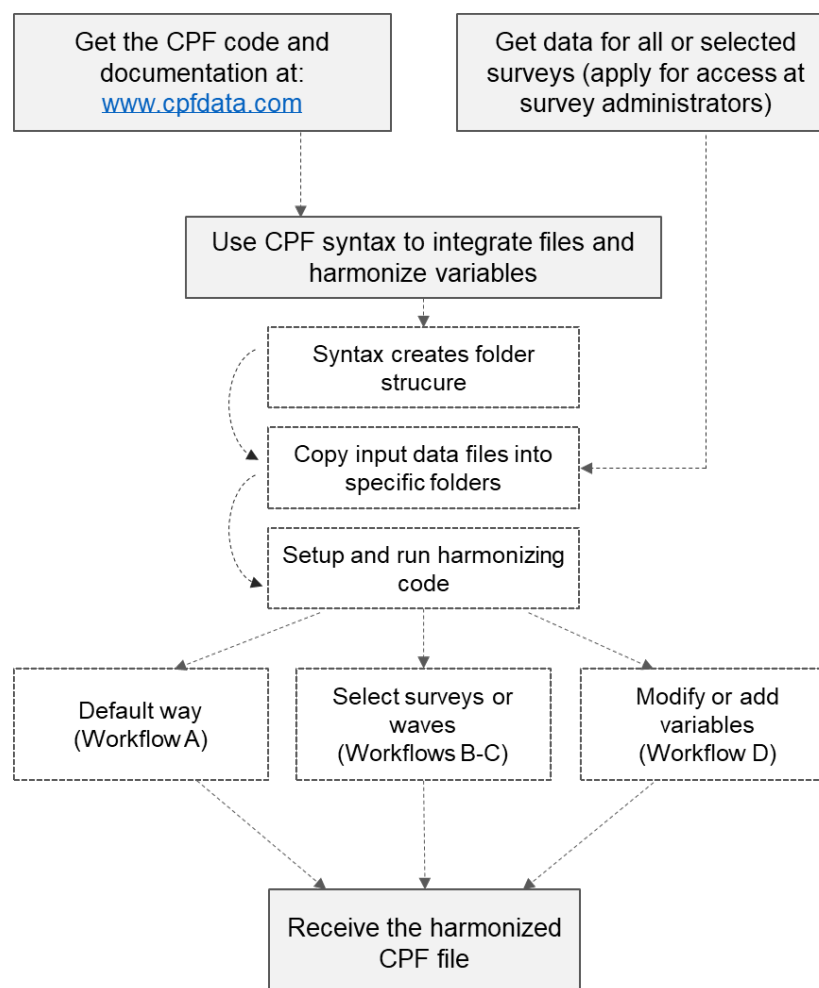 Get the CPF code and
documentation at:
www.cpfdata.com
Get data for all or selected
surveys (apply for access at
survey administrators)
Use CPF syntax to integrate files and
harmonize variables
Syntax creates folder
strucure
Copy input data files into
specific folders
Setup and run harmonizing
code
Default way
(Workflow A)
Select surveys or
waves
(Workflows B-C)
Modify or add
variables
(Workflow D)
Receive the harmonized
CPF file